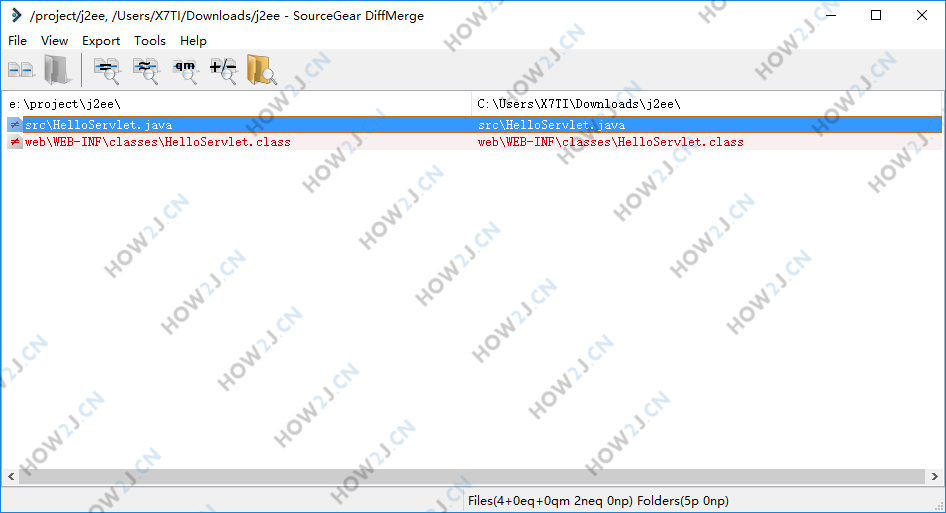 /project/j2ee, /Users/X7TI/Downloads/j2ee - SourceGear DiffMerge
File View Export Tools Help
= ≈ qm +/−
e:\project\j2ee\ C:\Users\X7TI\Downloads\j2ee\
≠ src\HelloServlet.java src\HelloServlet.java
≠ web\WEB-INF\classes\HelloServlet.class web\WEB-INF\classes\HelloServlet.class
Files(4+0eq+0qm 2neq 0np) Folders(5p 0np)
HOW2J.CN